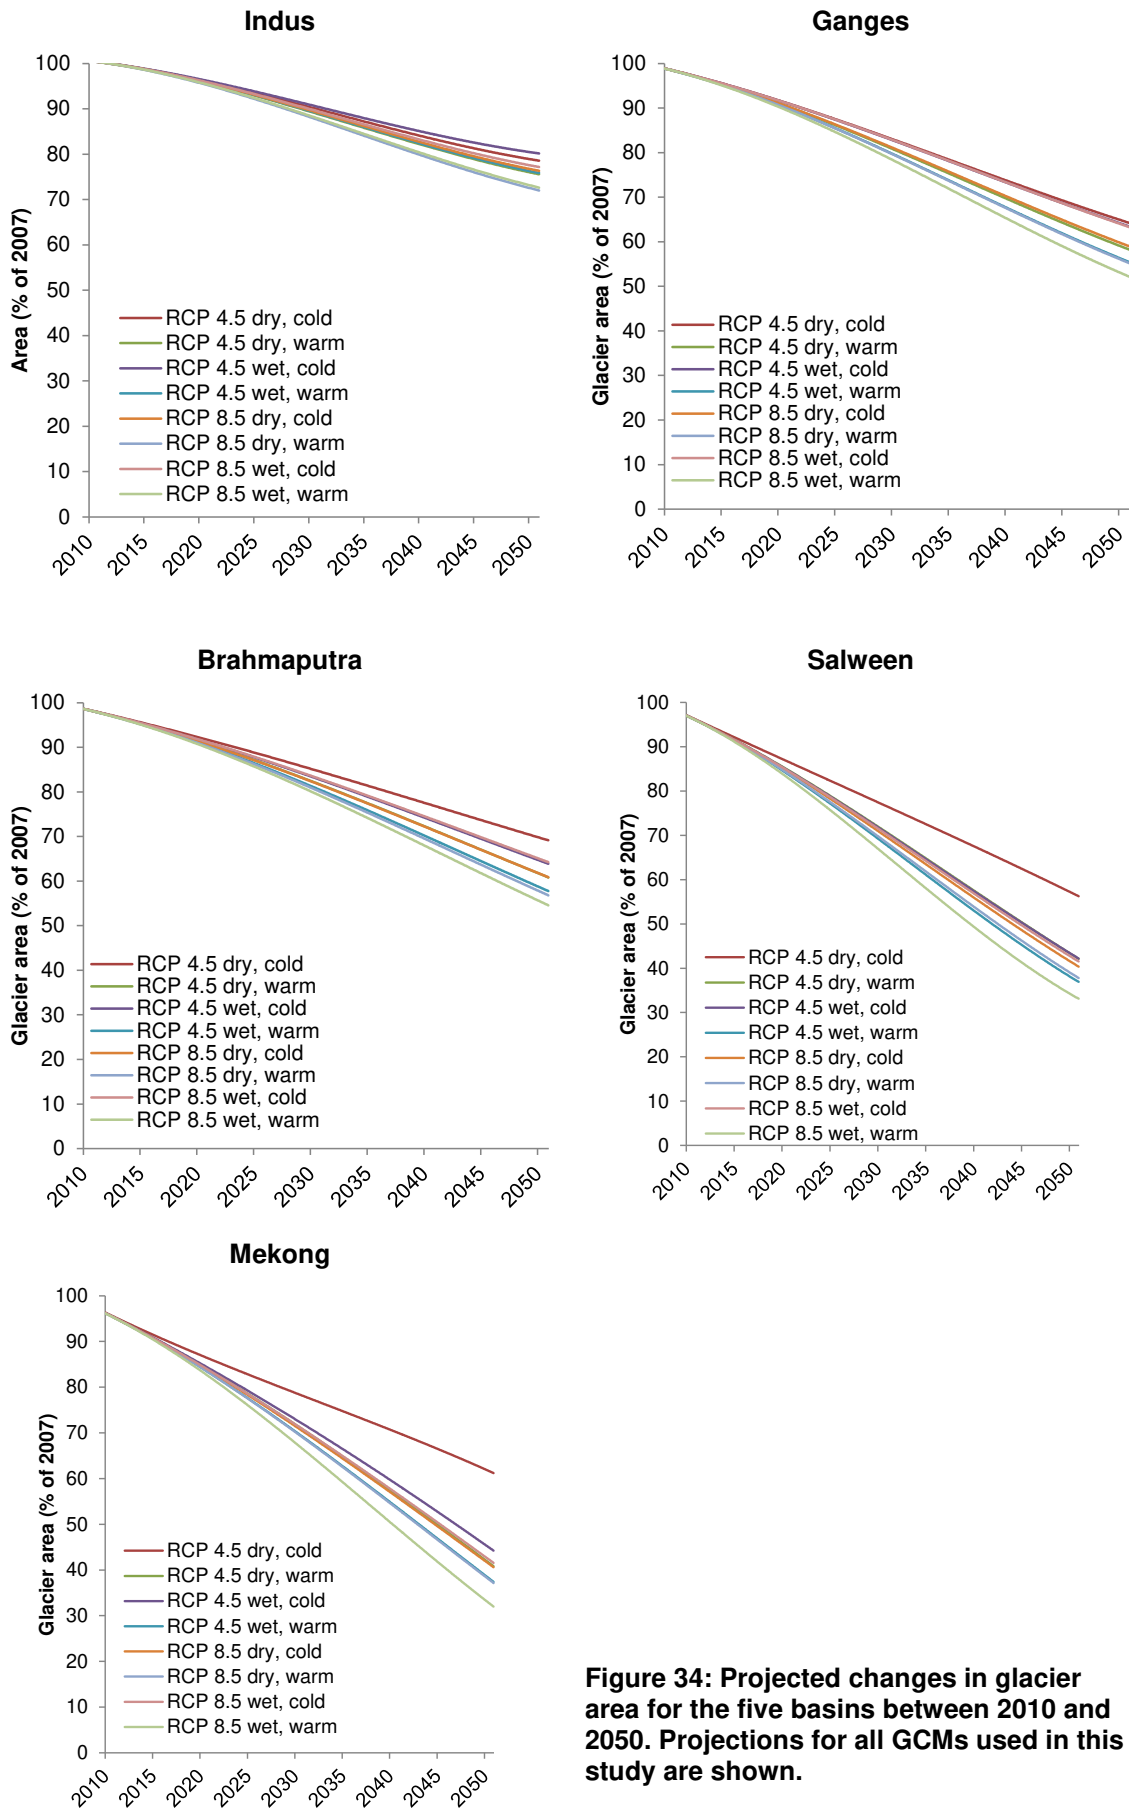 Indus
Area (% of 2007)
100
90
80
70
60
50
40
30
20
10
0
RCP 4.5 dry, cold
RCP 4.5 dry, warm
RCP 4.5 wet, cold
RCP 4.5 wet, warm
RCP 8.5 dry, cold
RCP 8.5 dry, warm
RCP 8.5 wet, cold
RCP 8.5 wet, warm
2010 2015 2020 2025 2030 2035 2040 2045 2050
Ganges
Glacier area (% of 2007)
100
90
80
70
60
50
40
30
20
10
0
RCP 4.5 dry, cold
RCP 4.5 dry, warm
RCP 4.5 wet, cold
RCP 4.5 wet, warm
RCP 8.5 dry, cold
RCP 8.5 dry, warm
RCP 8.5 wet, cold
RCP 8.5 wet, warm
2010 2015 2020 2025 2030 2035 2040 2045 2050
Brahmaputra
Glacier area (% of 2007)
100
90
80
70
60
50
40
30
20
10
0
RCP 4.5 dry, cold
RCP 4.5 dry, warm
RCP 4.5 wet, cold
RCP 4.5 wet, warm
RCP 8.5 dry, cold
RCP 8.5 dry, warm
RCP 8.5 wet, cold
RCP 8.5 wet, warm
2010 2015 2020 2025 2030 2035 2040 2045 2050
Salween
Glacier area (% of 2007)
100
90
80
70
60
50
40
30
20
10
0
RCP 4.5 dry, cold
RCP 4.5 dry, warm
RCP 4.5 wet, cold
RCP 4.5 wet, warm
RCP 8.5 dry, cold
RCP 8.5 dry, warm
RCP 8.5 wet, cold
RCP 8.5 wet, warm
2010 2015 2020 2025 2030 2035 2040 2045 2050
Mekong
Glacier area (% of 2007)
100
90
80
70
60
50
40
30
20
10
0
RCP 4.5 dry, cold
RCP 4.5 dry, warm
RCP 4.5 wet, cold
RCP 4.5 wet, warm
RCP 8.5 dry, cold
RCP 8.5 dry, warm
RCP 8.5 wet, cold
RCP 8.5 wet, warm
2010 2015 2020 2025 2030 2035 2040 2045 2050
Figure 34: Projected changes in glacier
area for the five basins between 2010 and
2050. Projections for all GCMs used in this
study are shown.